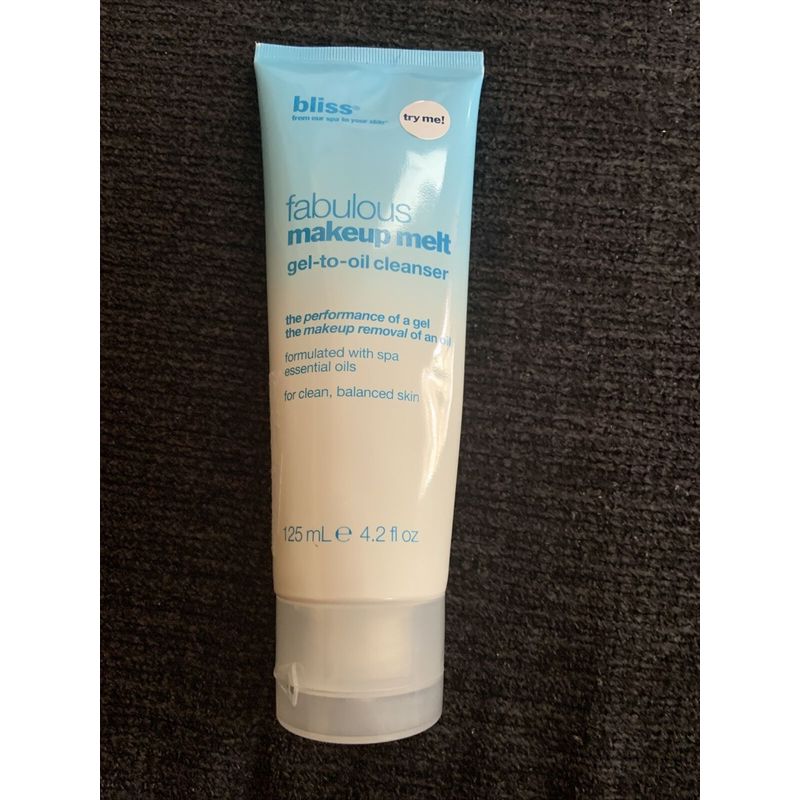 bliss®
from our spa to your skin™
try me!
fabulous
makeup melt
gel-to-oil cleanser
the performance of a gel
the makeup removal of an oil
formulated with spa
essential oils
for clean, balanced skin
125 mL ℮ 4.2 fl oz